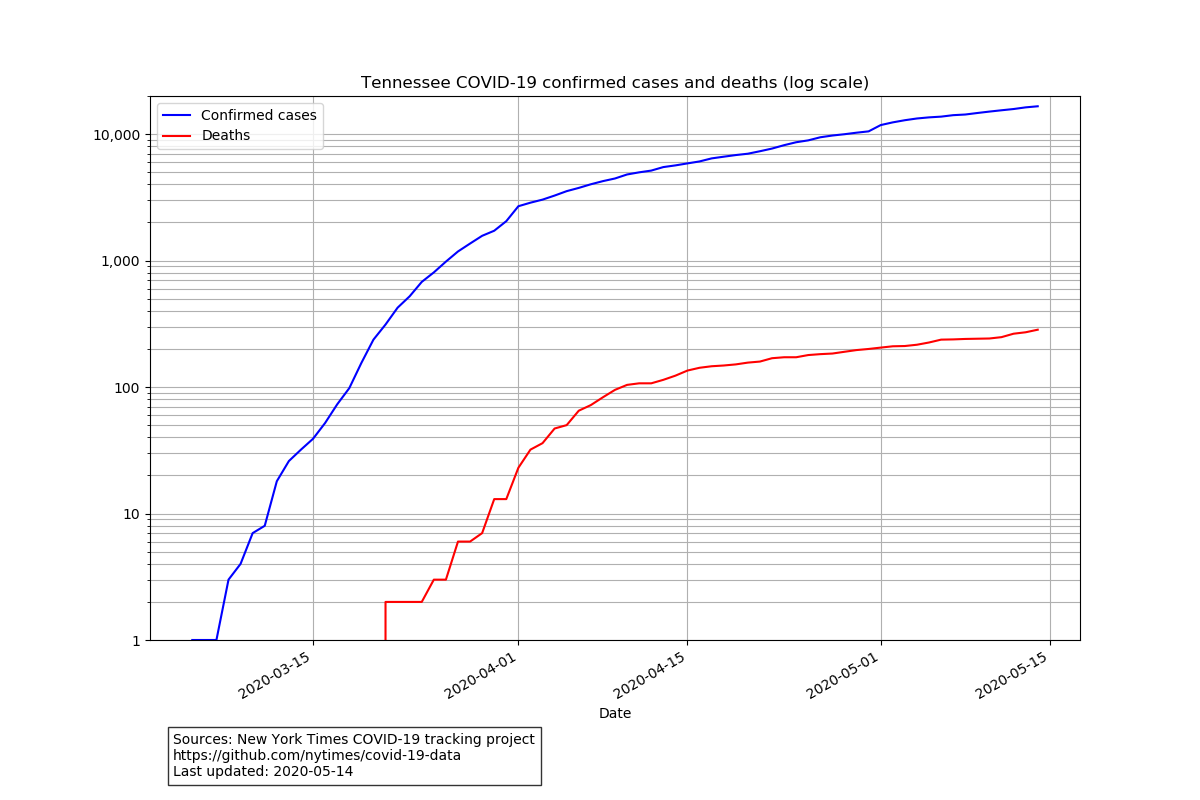 Tennessee COVID-19 confirmed cases and deaths (log scale)
Confirmed cases
Deaths
10,000
1,000
100
10
1
2020-03-15
2020-04-01
2020-04-15
2020-05-01
2020-05-15
Date
Sources: New York Times COVID-19 tracking project
https://github.com/nytimes/covid-19-data
Last updated: 2020-05-14